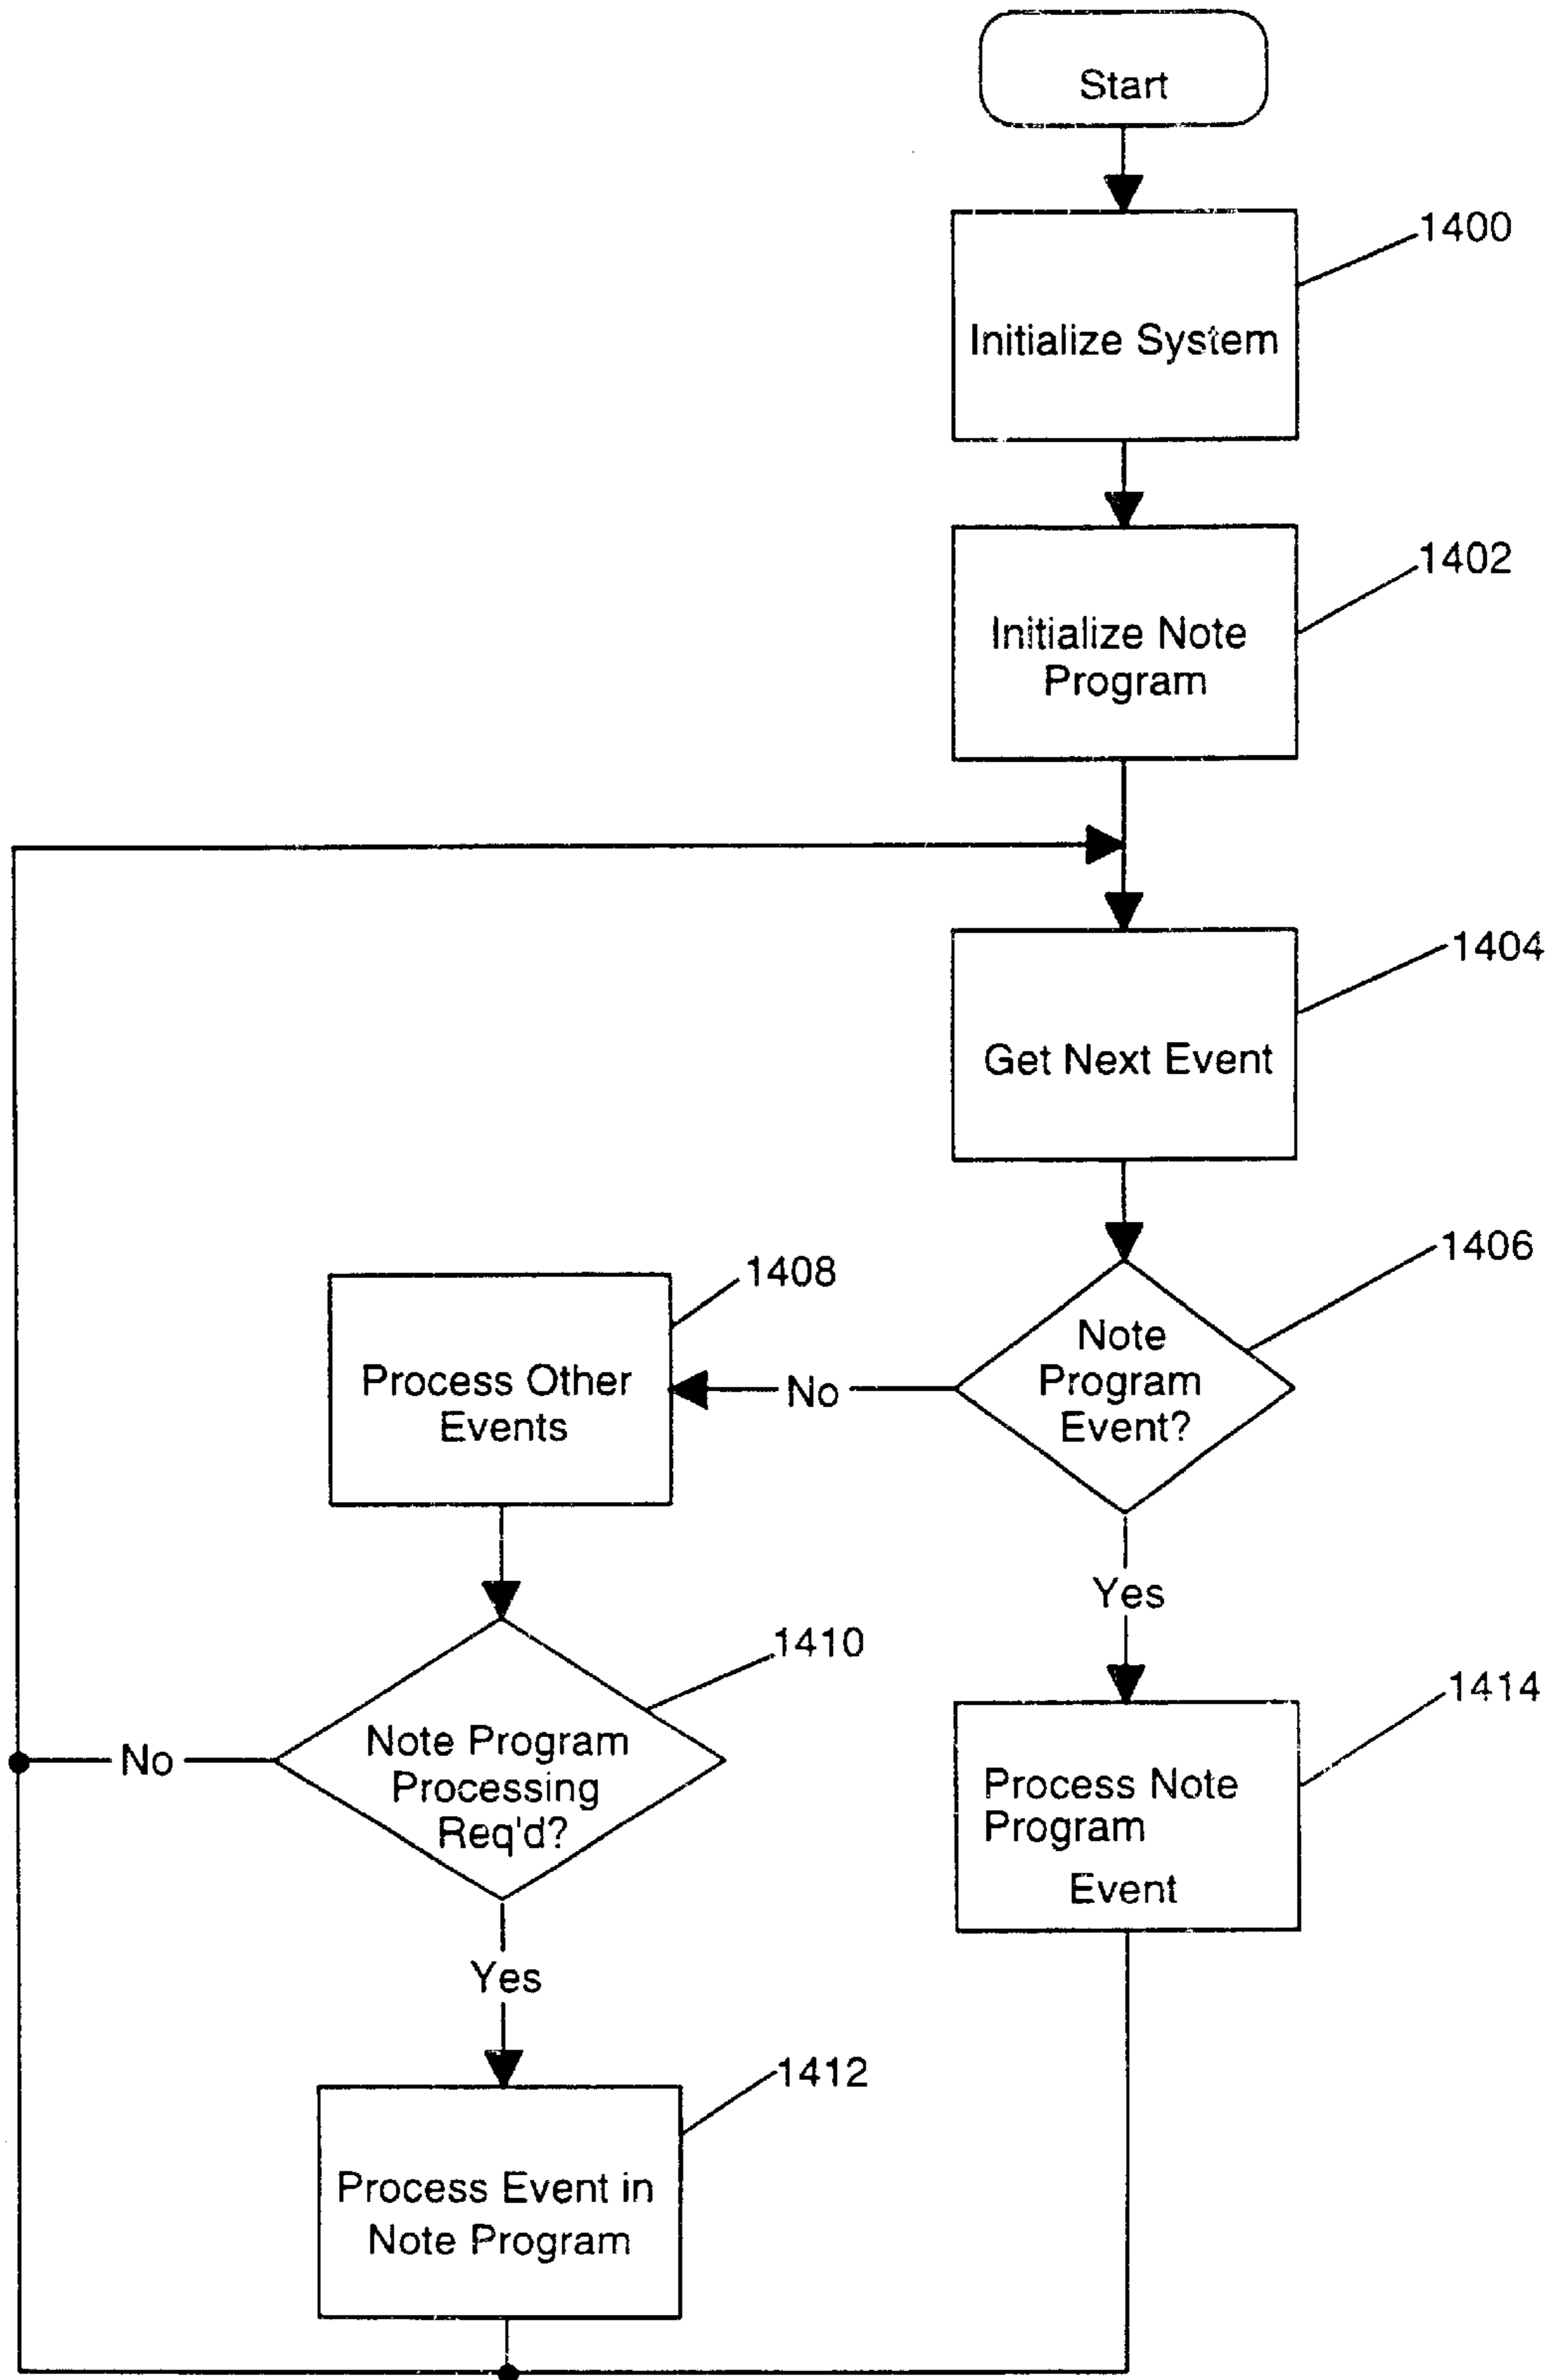 Start
1400
Initialize System
1402
Initialize Note
Program
1404
Get Next Event
1406
Note
Program
Event?
1408
Process Other
Events
No
Yes
1410
Note Program
Processing
Req'd?
No
1414
Process Note
Program
Event
Yes
1412
Process Event in
Note Program